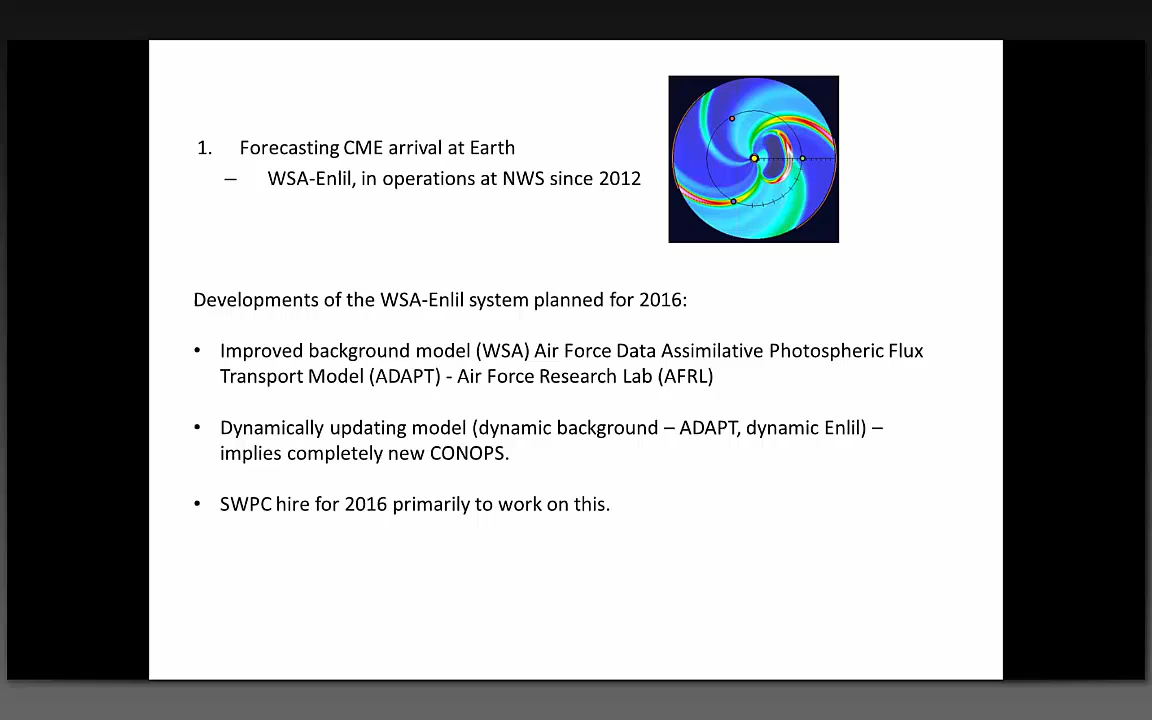 1. Forecasting CME arrival at Earth
– WSA-Enlil, in operations at NWS since 2012
Developments of the WSA-Enlil system planned for 2016:
• Improved background model (WSA) Air Force Data Assimilative Photospheric Flux
Transport Model (ADAPT) - Air Force Research Lab (AFRL)
• Dynamically updating model (dynamic background – ADAPT, dynamic Enlil) –
implies completely new CONOPS.
• SWPC hire for 2016 primarily to work on this.